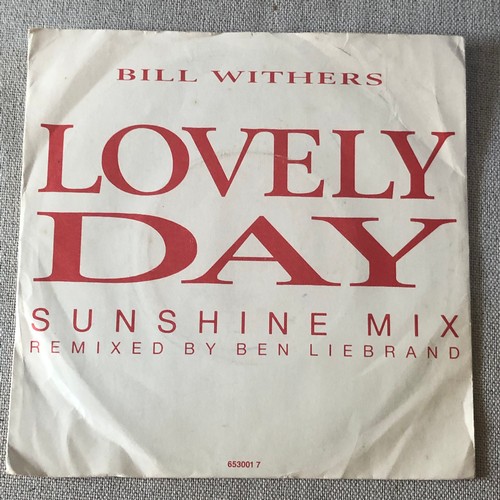 BILL WITHERS
LOVELY
DAY
SUNSHINE MIX
REMIXED BY BEN LIEBRAND
653001 7